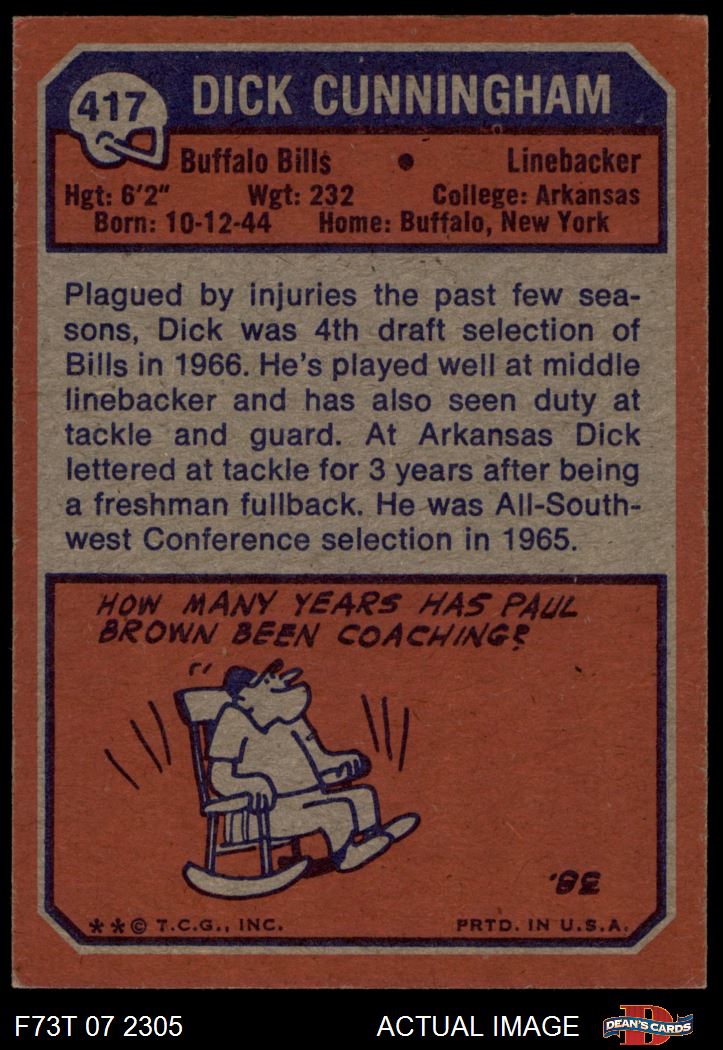 417
DICK CUNNINGHAM
Buffalo Bills • Linebacker
Hgt: 6'2" Wgt: 232 College: Arkansas
Born: 10-12-44 Home: Buffalo, New York
Plagued by injuries the past few sea-
sons, Dick was 4th draft selection of
Bills in 1966. He's played well at middle
linebacker and has also seen duty at
tackle and guard. At Arkansas Dick
lettered at tackle for 3 years after being
a freshman fullback. He was All-South-
west Conference selection in 1965.
HOW MANY YEARS HAS PAUL
BROWN BEEN COACHING?
38.
**© T.C.G., INC. PRTD. IN U.S.A.
F73T 07 2305 ACTUAL IMAGE
D
DEAN'S CARDS